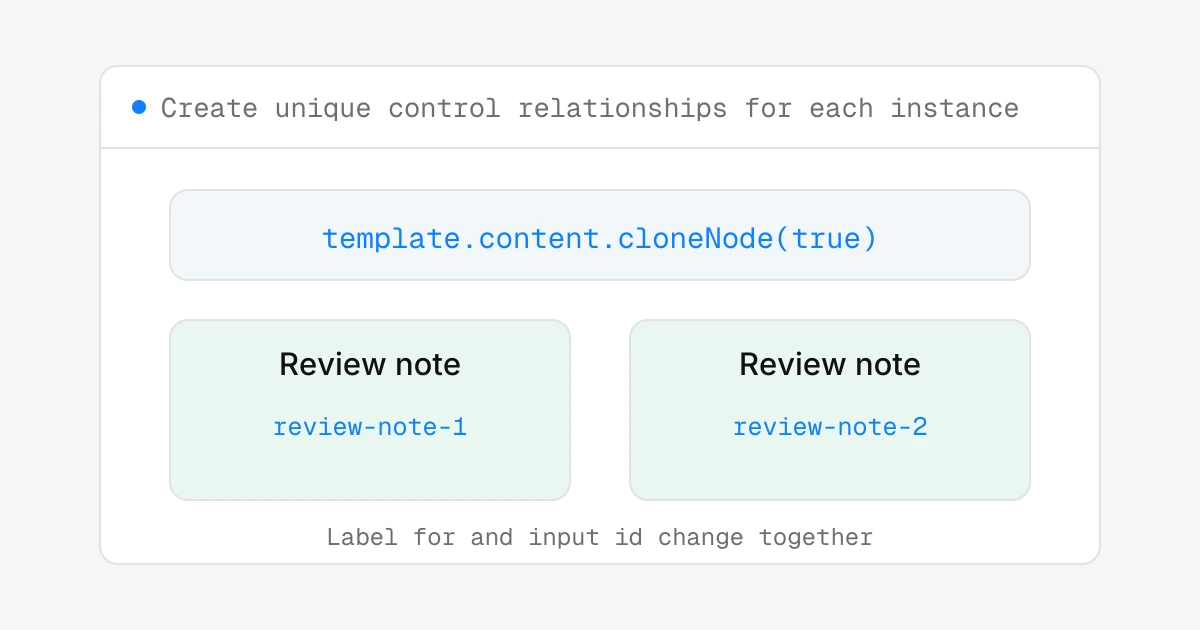 Create unique control relationships for each instance
template.content.cloneNode(true)
Review note
review-note-1
Review note
review-note-2
Label for and input id change together